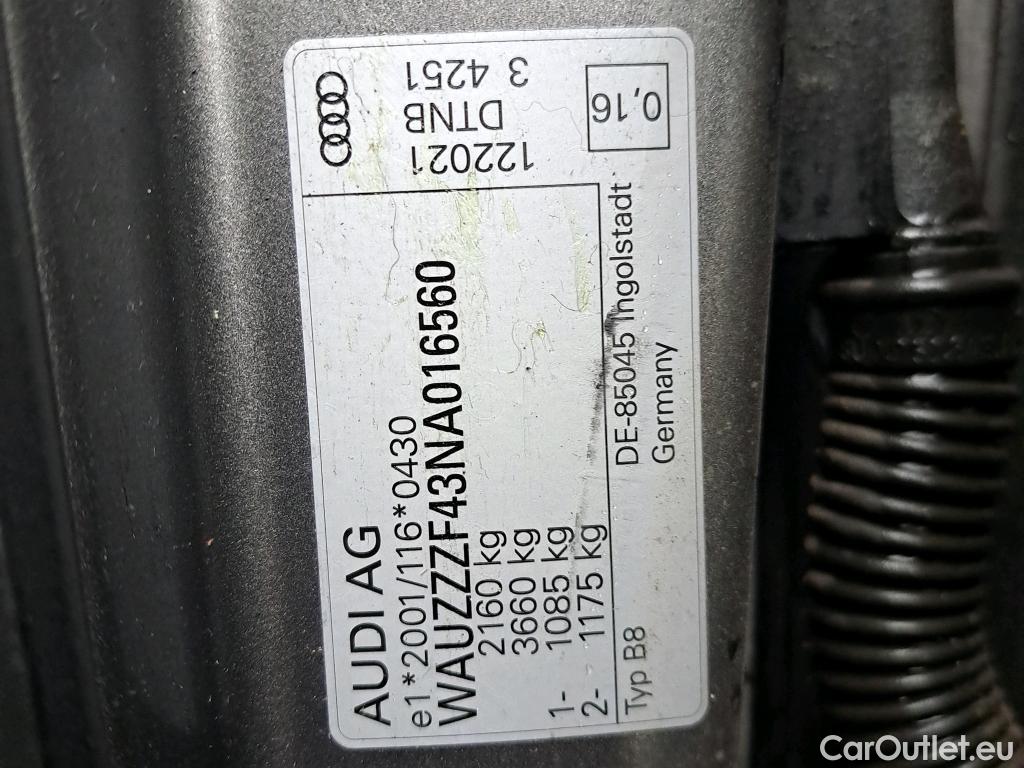 AUDI AG
e1*2001/116*0430
WAUZZZF43NA016560
2160 kg
3660 kg
1- 1085 kg
2- 1175 kg
Typ B8
DE-85045 Ingolstadt
Germany
122021
DTNB
3 4251
0,16
CarOutlet.eu